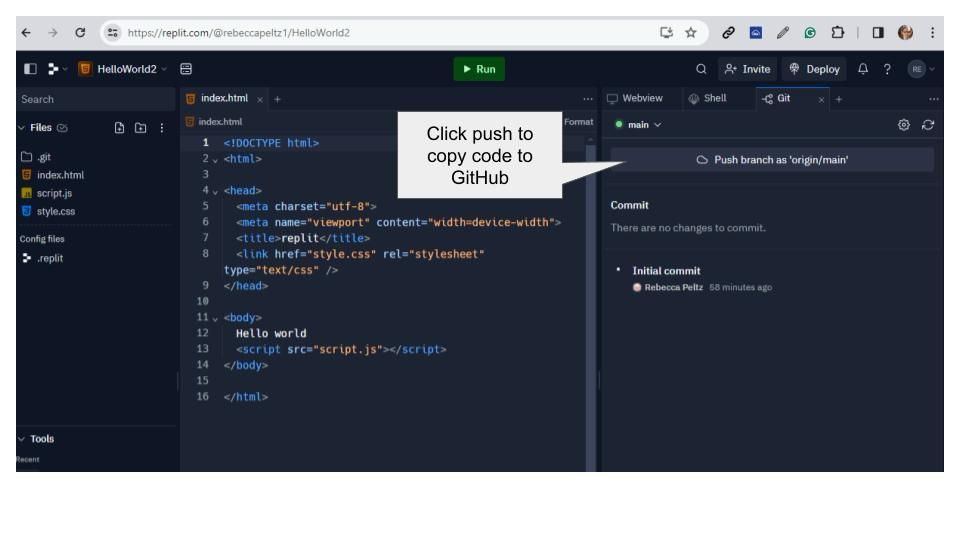 https://replit.com/@rebeccapeltz1/HelloWorld2
HelloWorld2
Run
Invite
Deploy
?
RE
Search
index.html × +
Webview
Shell
Git × +
Files
index.html
Format
main
.git
index.html
script.js
style.css
Config files
.replit
1 <!DOCTYPE html>
2 <html>
3
4 <head>
5 <meta charset="utf-8">
6 <meta name="viewport" content="width=device-width">
7 <title>replit</title>
8 <link href="style.css" rel="stylesheet"
type="text/css" />
9 </head>
10
11 <body>
12 Hello world
13 <script src="script.js"></script>
14 </body>
15
16 </html>
Click push to
copy code to
GitHub
Push branch as 'origin/main'
Commit
There are no changes to commit.
Initial commit
Rebecca Peltz 58 minutes ago
Tools
Recent